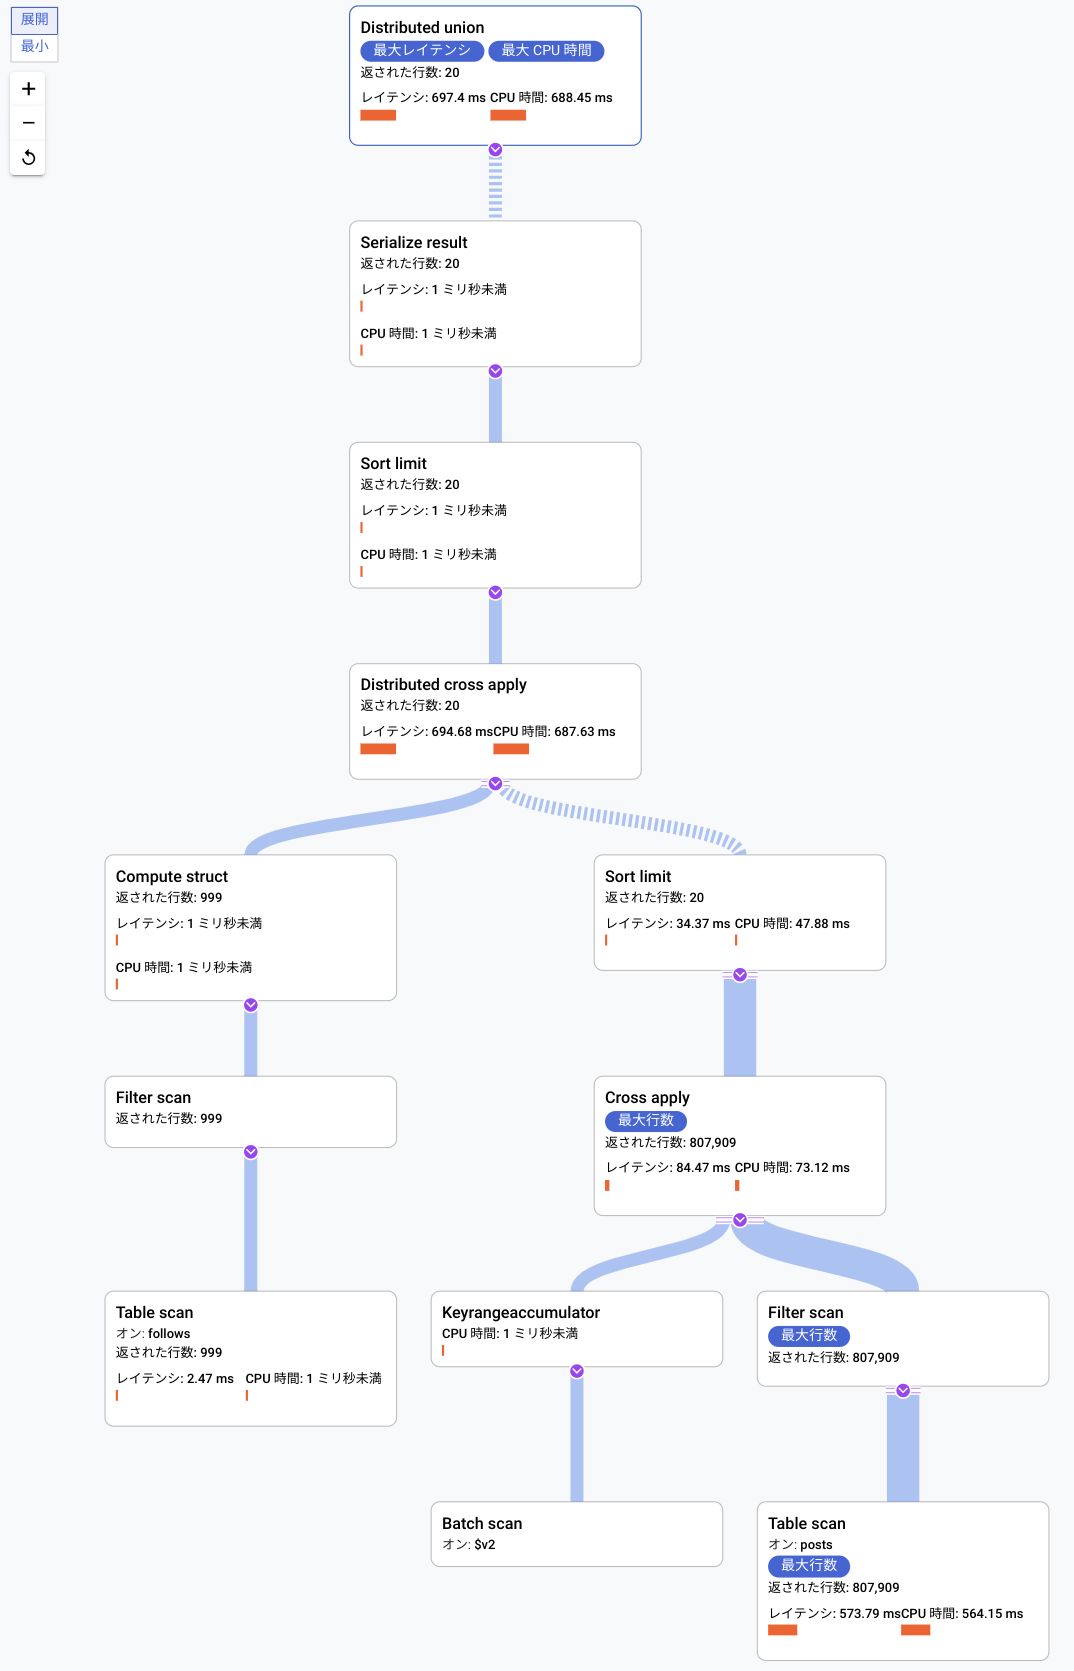 展開
最小
Distributed union
最大レイテンシ 最大 CPU 時間
返された行数: 20
レイテンシ: 697.4 ms CPU 時間: 688.45 ms
Serialize result
返された行数: 20
レイテンシ: 1 ミリ秒未満
CPU 時間: 1 ミリ秒未満
Sort limit
返された行数: 20
レイテンシ: 1 ミリ秒未満
CPU 時間: 1 ミリ秒未満
Distributed cross apply
返された行数: 20
レイテンシ: 694.68 msCPU 時間: 687.63 ms
Compute struct
返された行数: 999
レイテンシ: 1 ミリ秒未満
CPU 時間: 1 ミリ秒未満
Sort limit
返された行数: 20
レイテンシ: 34.37 ms CPU 時間: 47.88 ms
Filter scan
返された行数: 999
Cross apply
最大行数
返された行数: 807,909
レイテンシ: 84.47 ms CPU 時間: 73.12 ms
Table scan
オン: follows
返された行数: 999
レイテンシ: 2.47 ms CPU 時間: 1 ミリ秒未満
Keyrangeaccumulator
CPU 時間: 1 ミリ秒未満
Filter scan
最大行数
返された行数: 807,909
Batch scan
オン: $v2
Table scan
オン: posts
最大行数
返された行数: 807,909
レイテンシ: 573.79 msCPU 時間: 564.15 ms